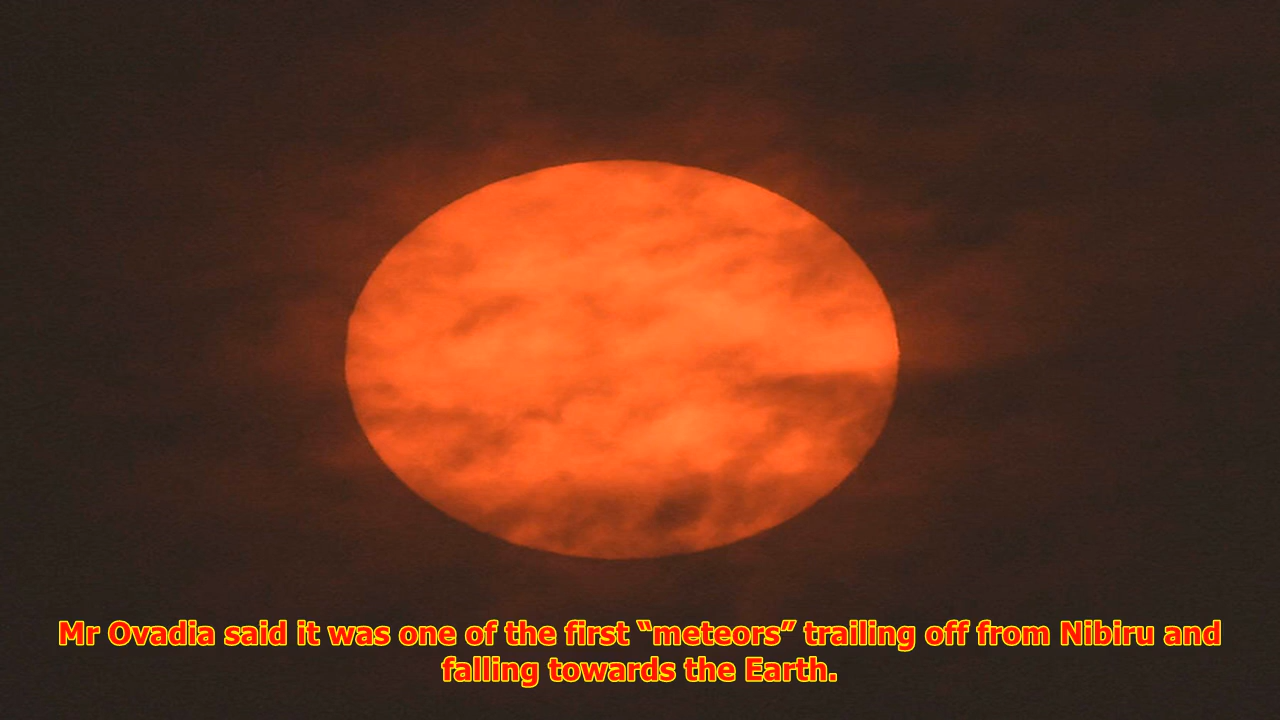 Mr Ovadia said it was one of the first “meteors” trailing off from Nibiru and
falling towards the Earth.